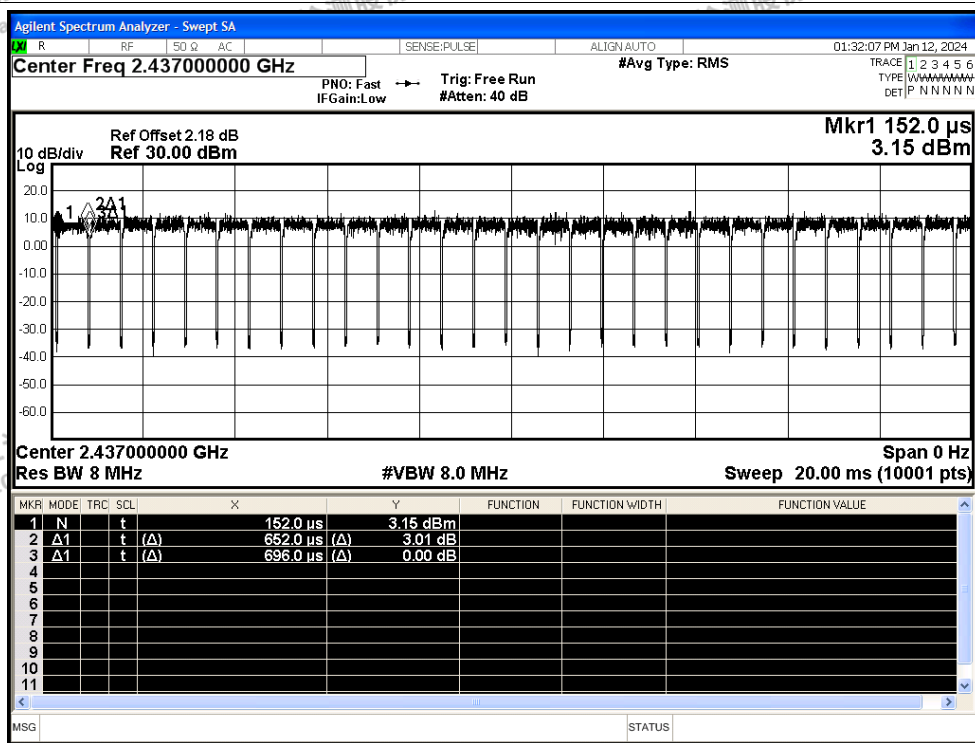 Agilent Spectrum Analyzer - Swept SA
LXI R RF 50 Ω AC SENSE:PULSE ALIGN AUTO 01:32:07 PM Jan 12, 2024
Center Freq 2.437000000 GHz #Avg Type: RMS TRACE 1 2 3 4 5 6
PNO: Fast Trig: Free Run TYPE WWWWWW
IFGain:Low #Atten: 40 dB DET P N N N N N
Mkr1 152.0 µs
Ref Offset 2.18 dB
10 dB/div Ref 30.00 dBm 3.15 dBm
Log
20.0
1 2Δ1
10.0 3Δ1
0.00
-10.0
-20.0
-30.0
-40.0
-50.0
-60.0
Center 2.437000000 GHz Span 0 Hz
Res BW 8 MHz #VBW 8.0 MHz Sweep 20.00 ms (10001 pts)
MKR MODE TRC SCL X Y FUNCTION FUNCTION WIDTH FUNCTION VALUE
1 N t 152.0 µs 3.15 dBm
2 Δ1 t (Δ) 652.0 µs (Δ) 3.01 dB
3 Δ1 t (Δ) 696.0 µs (Δ) 0.00 dB
4
5
6
7
8
9
10
11
MSG STATUS